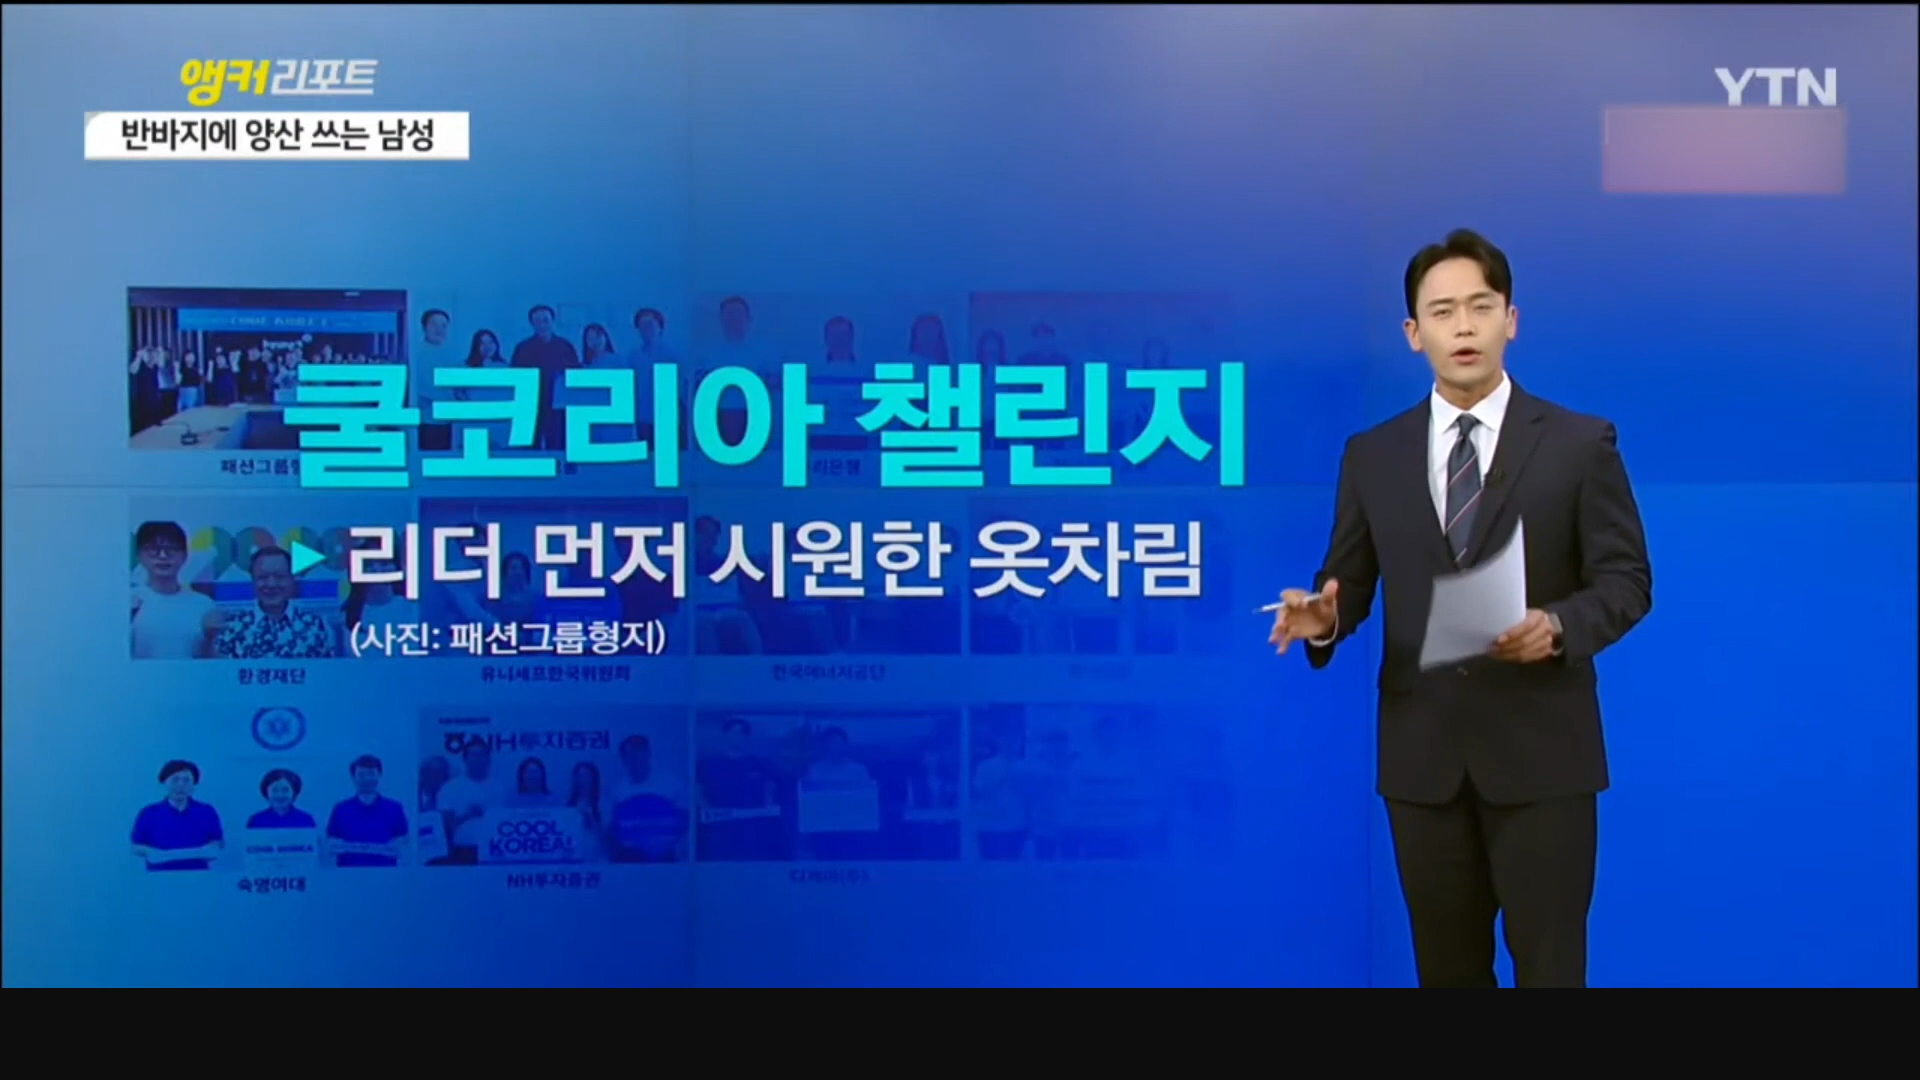 앵커리포트
YTN
반바지에 양산 쓰는 남성
쿨코리아 챌린지
▶ 리더 먼저 시원한 옷차림
(사진: 패션그룹형지)
패션그룹형
환경재단
유니세프한국위원회
한국에너지공단
NH투자증권
COOL
KOREA!
숙명여대
NH투자증권